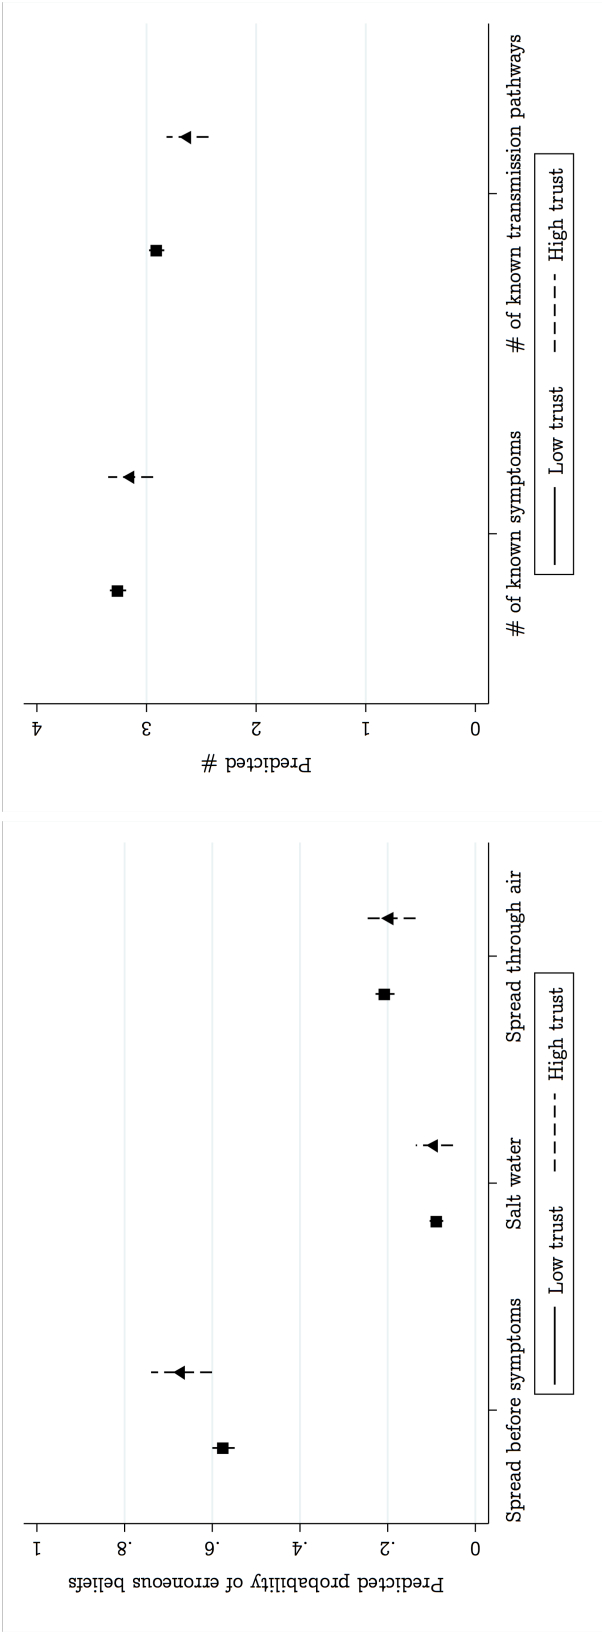 Predicted probability of erroneous beliefs
1
.8
.6
.4
.2
0
Spread before symptoms
Salt water
Spread through air
Low trust
High trust
Predicted #
4
3
2
1
0
# of known symptoms
# of known transmission pathways
Low trust
High trust